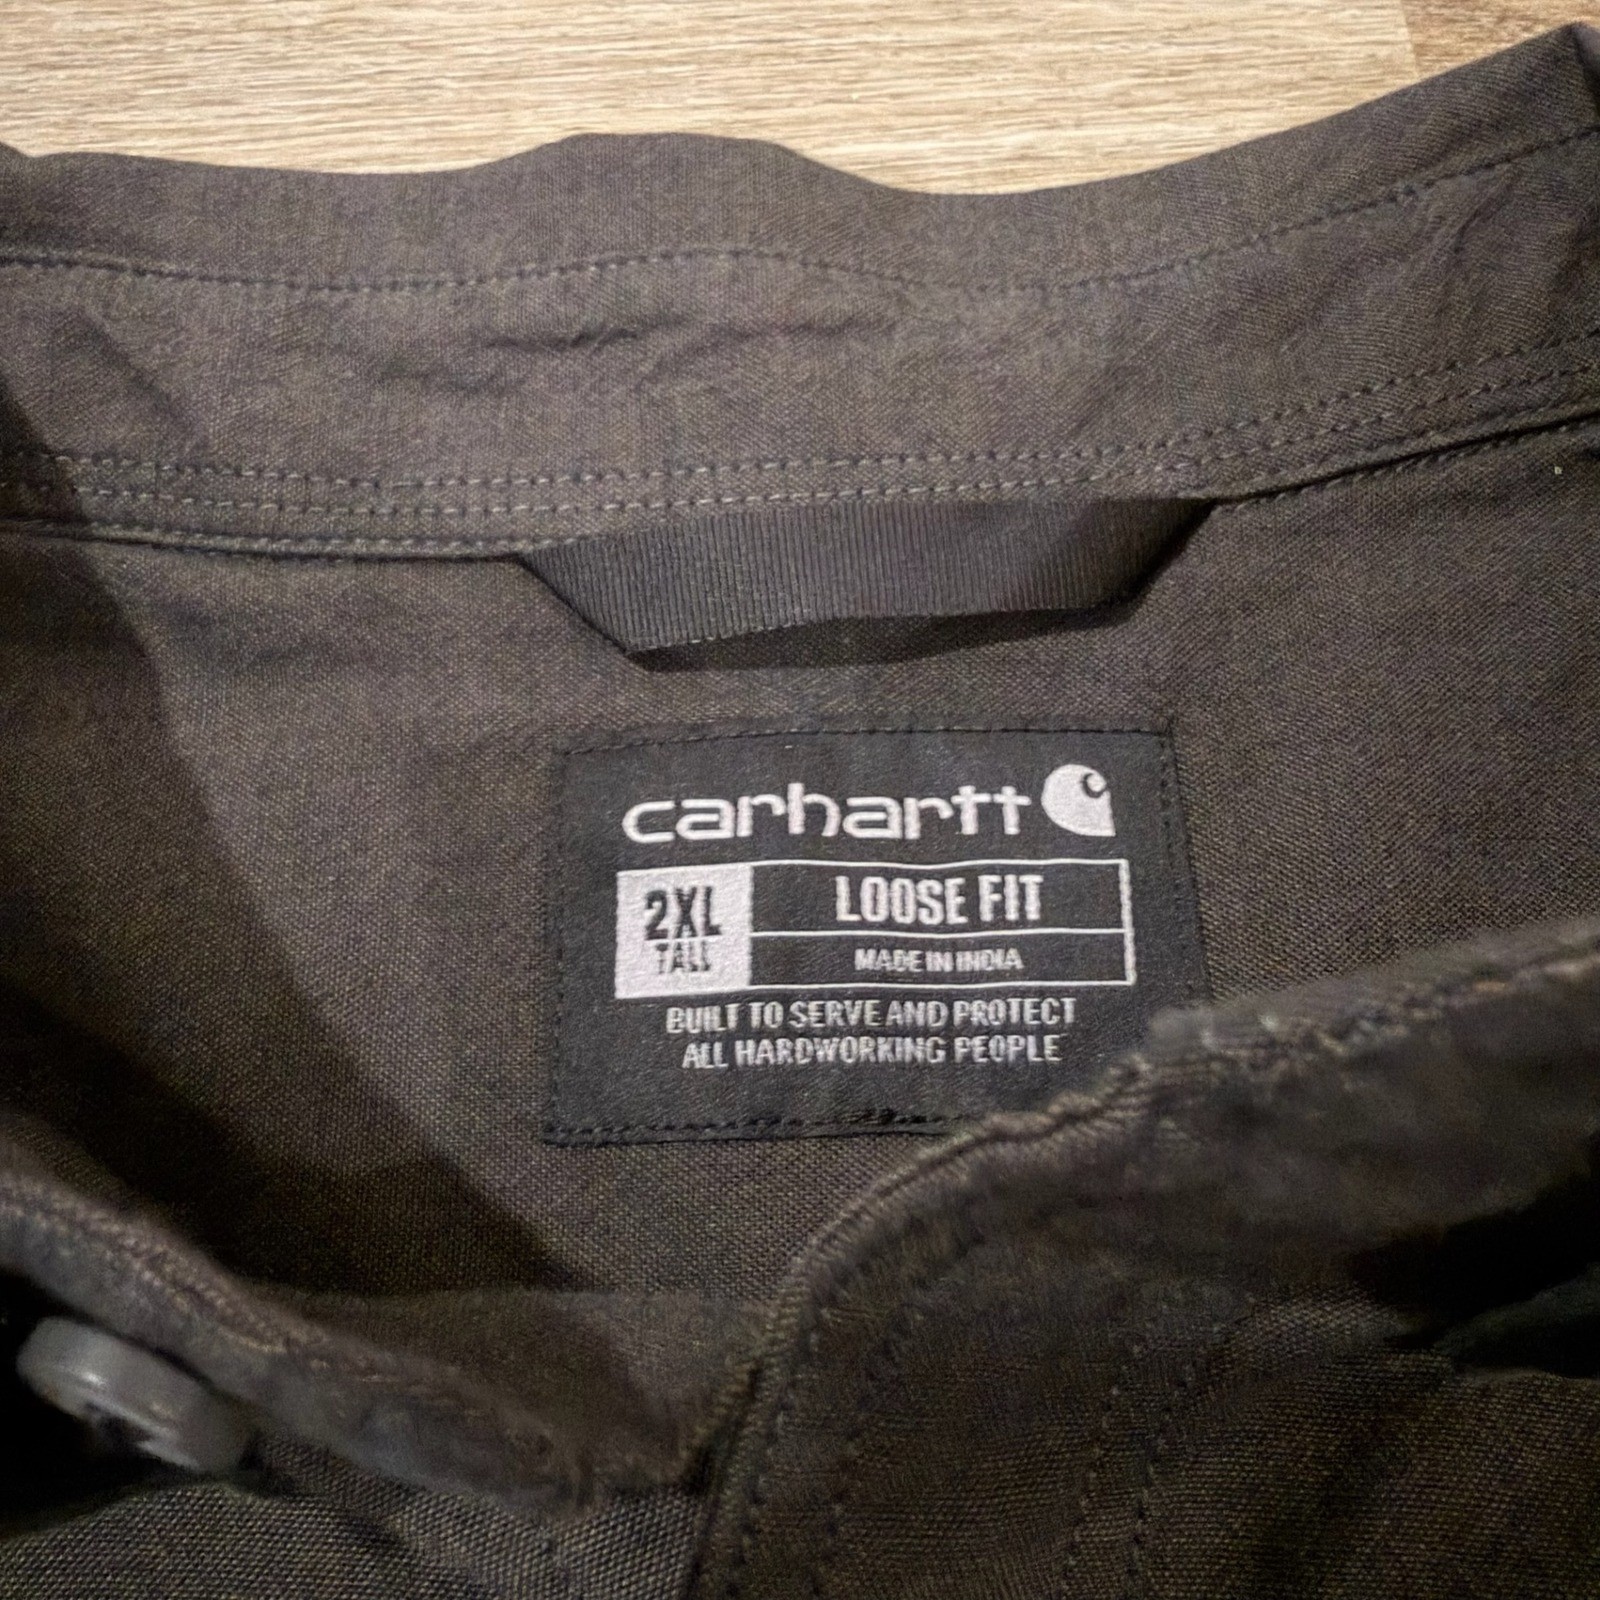 carhartt
2XL
TALL
LOOSE FIT
MADE IN INDIA
BUILT TO SERVE AND PROTECT
ALL HARDWORKING PEOPLE